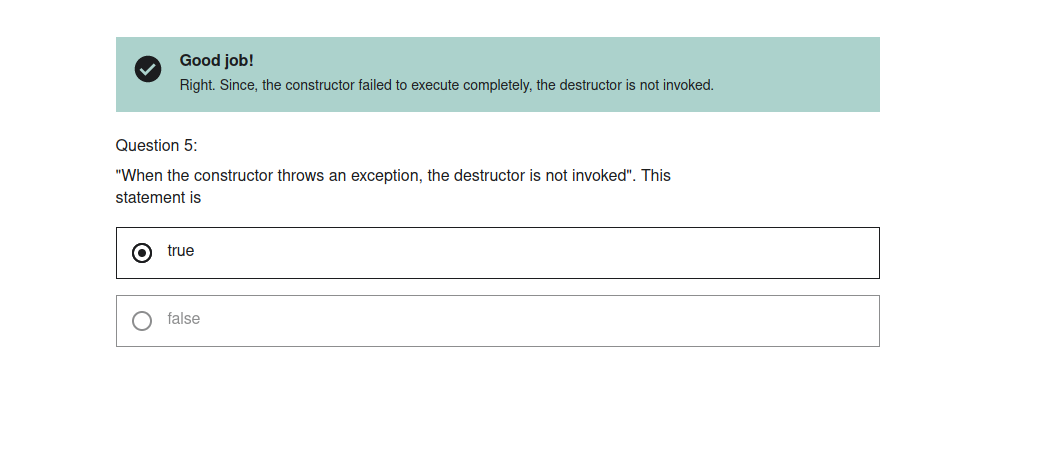 Good job!
Right. Since, the constructor failed to execute completely, the destructor is not invoked.
Question 5:
"When the constructor throws an exception, the destructor is not invoked". This
statement is
true
false